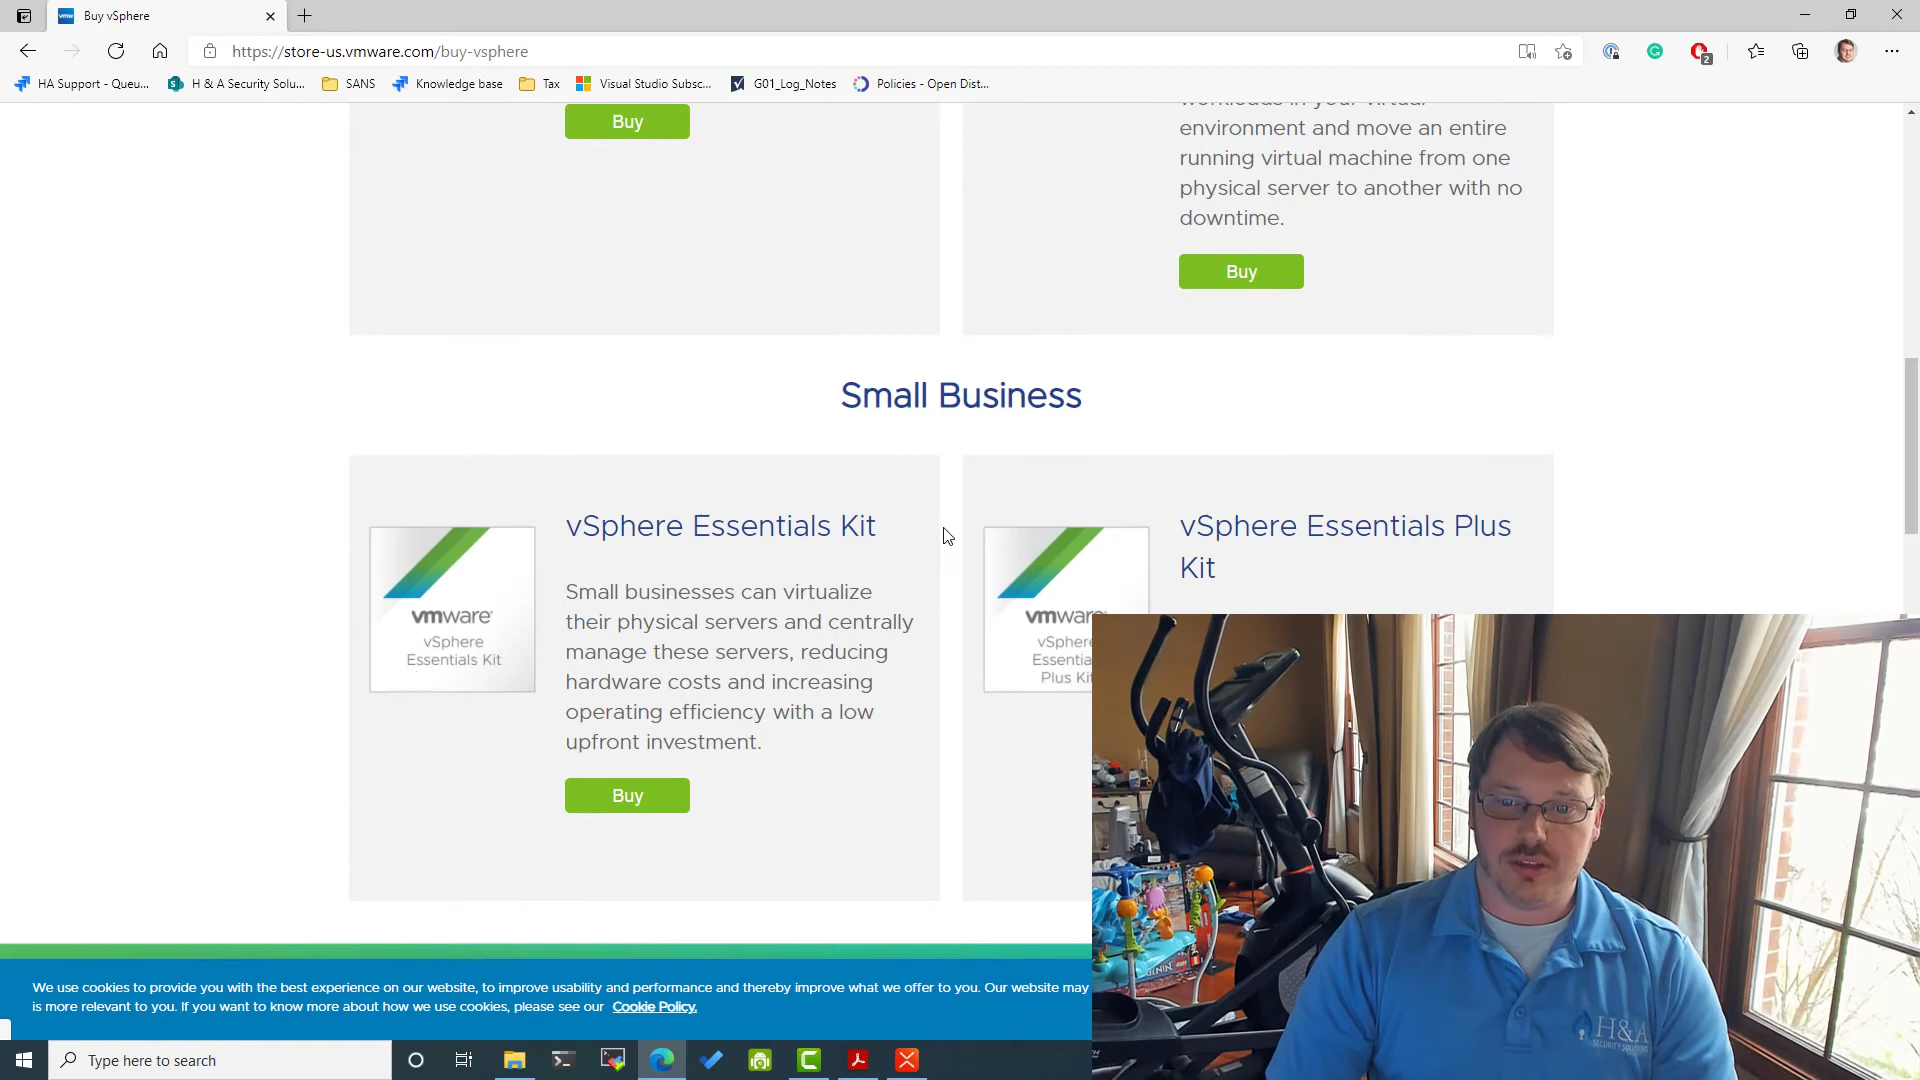 Buy vSphere
https://store-us.vmware.com/buy-vsphere
2
HA Support - Queu...
H & A Security Solu...
SANS
Knowledge base
Tax
Visual Studio Subsc...
G01_Log_Notes
Policies - Open Dist...
Buy
environment and move an entire
running virtual machine from one
physical server to another with no
downtime.
Buy
Small Business
vSphere Essentials Kit
vmware
vSphere
Essentials Kit
Small businesses can virtualize
their physical servers and centrally
manage these servers, reducing
hardware costs and increasing
operating efficiency with a low
upfront investment.
Buy
vSphere Essentials Plus
Kit
We use cookies to provide you with the best experience on our website, to improve usability and performance and thereby improve what we offer to you. Our website may
is more relevant to you. If you want to know more about how we use cookies, please see our Cookie Policy.
H&A
SECURITY SOLUTIONS
Type here to search